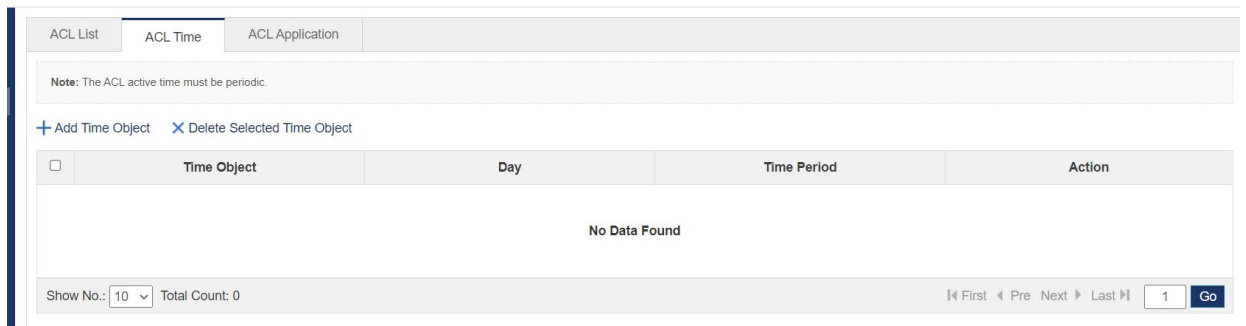 ACL List ACL Time ACL Application
Note: The ACL active time must be periodic.
Add Time Object Delete Selected Time Object
Time Object Day Time Period Action
No Data Found
Show No.: 10 Total Count: 0 First Pre Next Last 1 Go